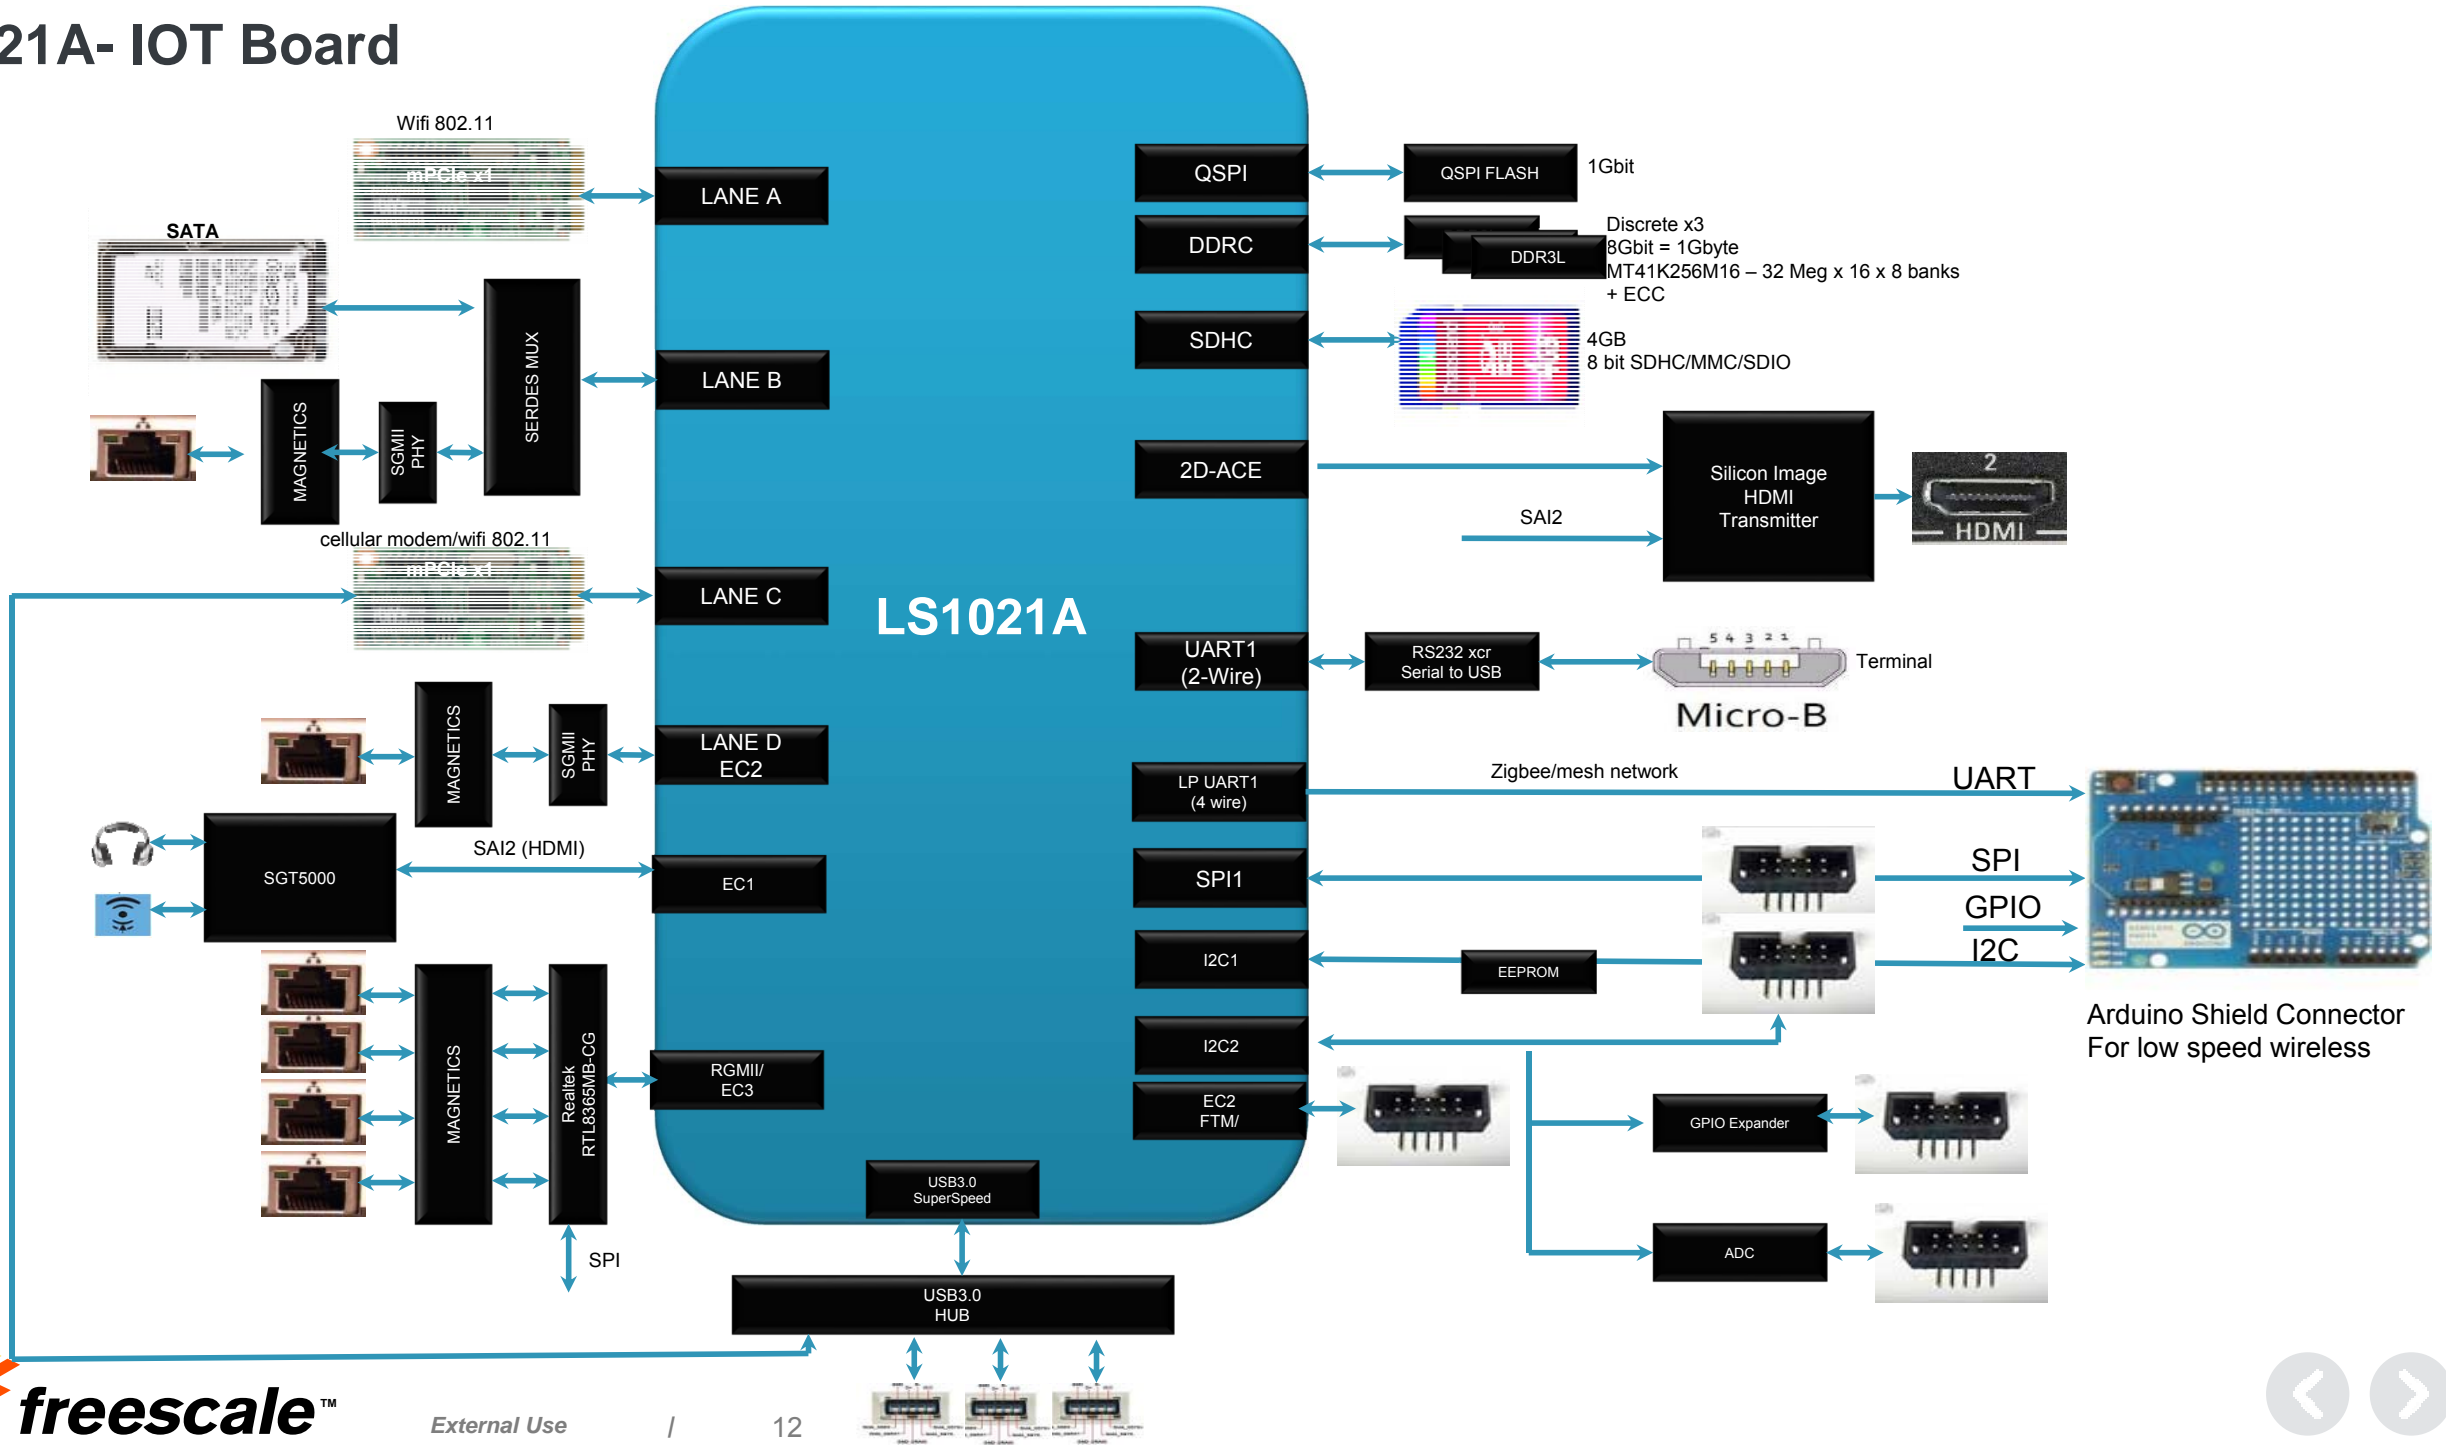 21A- IOT Board
Wifi 802.11
mPCIe x1
LANE A
SATA
SERDES MUX
LANE B
MAGNETICS
SGMII
PHY
cellular modem/wifi 802.11
mPCIe x1
LANE C
LS1021A
MAGNETICS
SGMII
PHY
LANE D
EC2
SGT5000
SAI2 (HDMI)
EC1
MAGNETICS
Realtek
RTL8365MB-CG
RGMII/
EC3
SPI
USB3.0
SuperSpeed
USB3.0
HUB
QSPI
QSPI FLASH
1Gbit
DDRC
DDR3L
Discrete x3
8Gbit = 1Gbyte
MT41K256M16 – 32 Meg x 16 x 8 banks
+ ECC
SDHC
4GB
8 bit SDHC/MMC/SDIO
2D-ACE
SAI2
Silicon Image
HDMI
Transmitter
2
HDMI
UART1
(2-Wire)
RS232 xcr
Serial to USB
5 4 3 2 1
Terminal
Micro-B
LP UART1
(4 wire)
Zigbee/mesh network
UART
SPI1
SPI
GPIO
I2C1
EEPROM
I2C
Arduino Shield Connector
For low speed wireless
I2C2
EC2
FTM/
GPIO Expander
ADC
freescale™
External Use
/
12